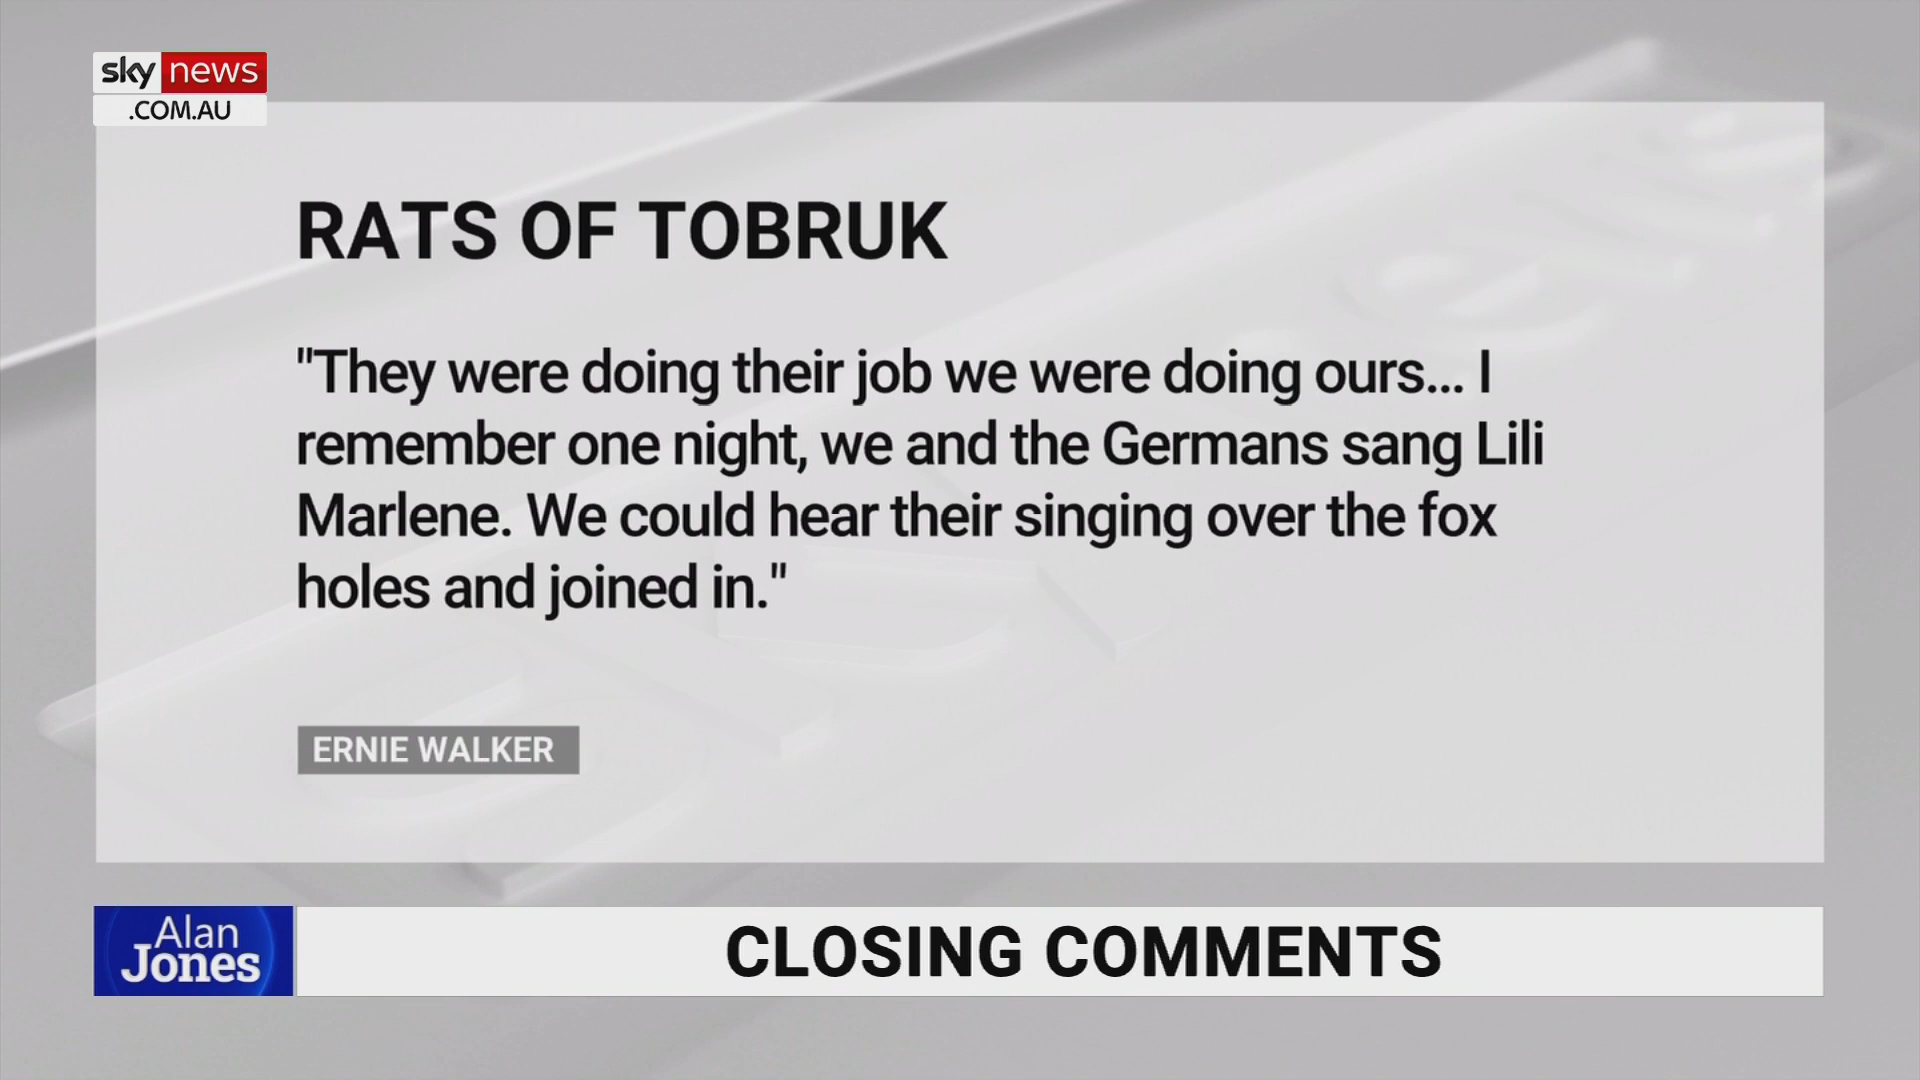 sky news
.COM.AU
RATS OF TOBRUK
"They were doing their job we were doing ours... I
remember one night, we and the Germans sang Lili
Marlene. We could hear their singing over the fox
holes and joined in."
ERNIE WALKER
Alan
Jones
CLOSING COMMENTS